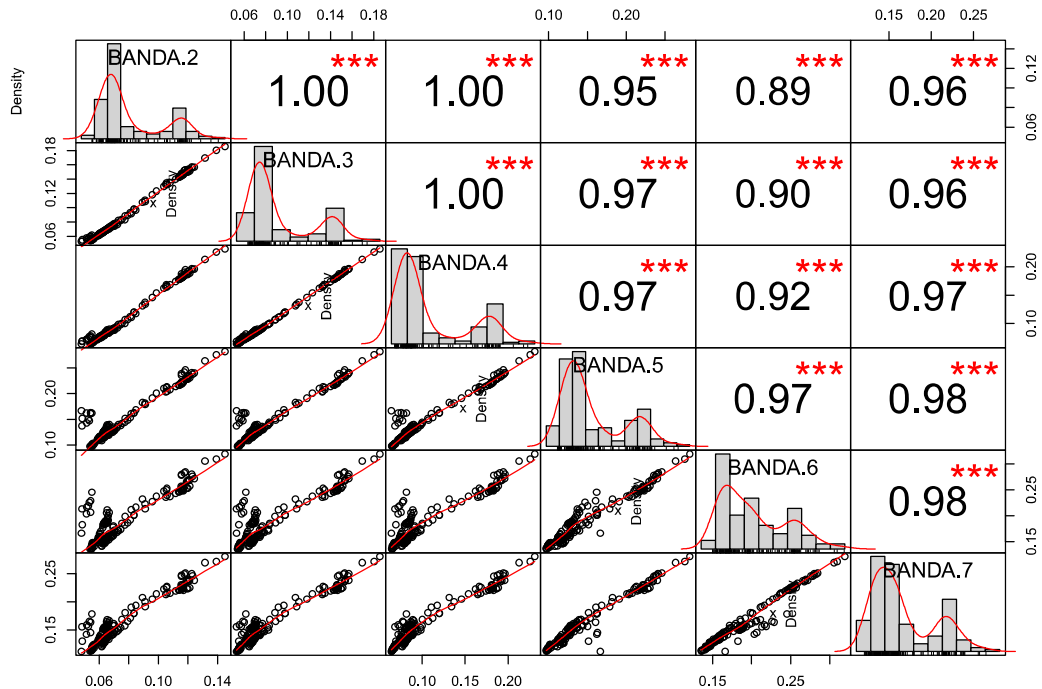 0.06 0.10 0.14 0.18 0.10 0.20 0.15 0.20 0.25
Density BANDA.2 1.00 *** 1.00 *** 0.95 *** 0.89 *** 0.96 *** 0.06 0.12
0.06 0.12 0.18 BANDA.3 x Density 1.00 *** 0.97 *** 0.90 *** 0.96 ***
BANDA.4 x Density 0.97 *** 0.92 *** 0.97 *** 0.10 0.20
0.10 0.20 BANDA.5 x Density 0.97 *** 0.98 ***
BANDA.6 x Density 0.98 *** 0.15 0.25
0.15 0.25 BANDA.7 x Density
0.06 0.10 0.14 0.10 0.15 0.20 0.15 0.25